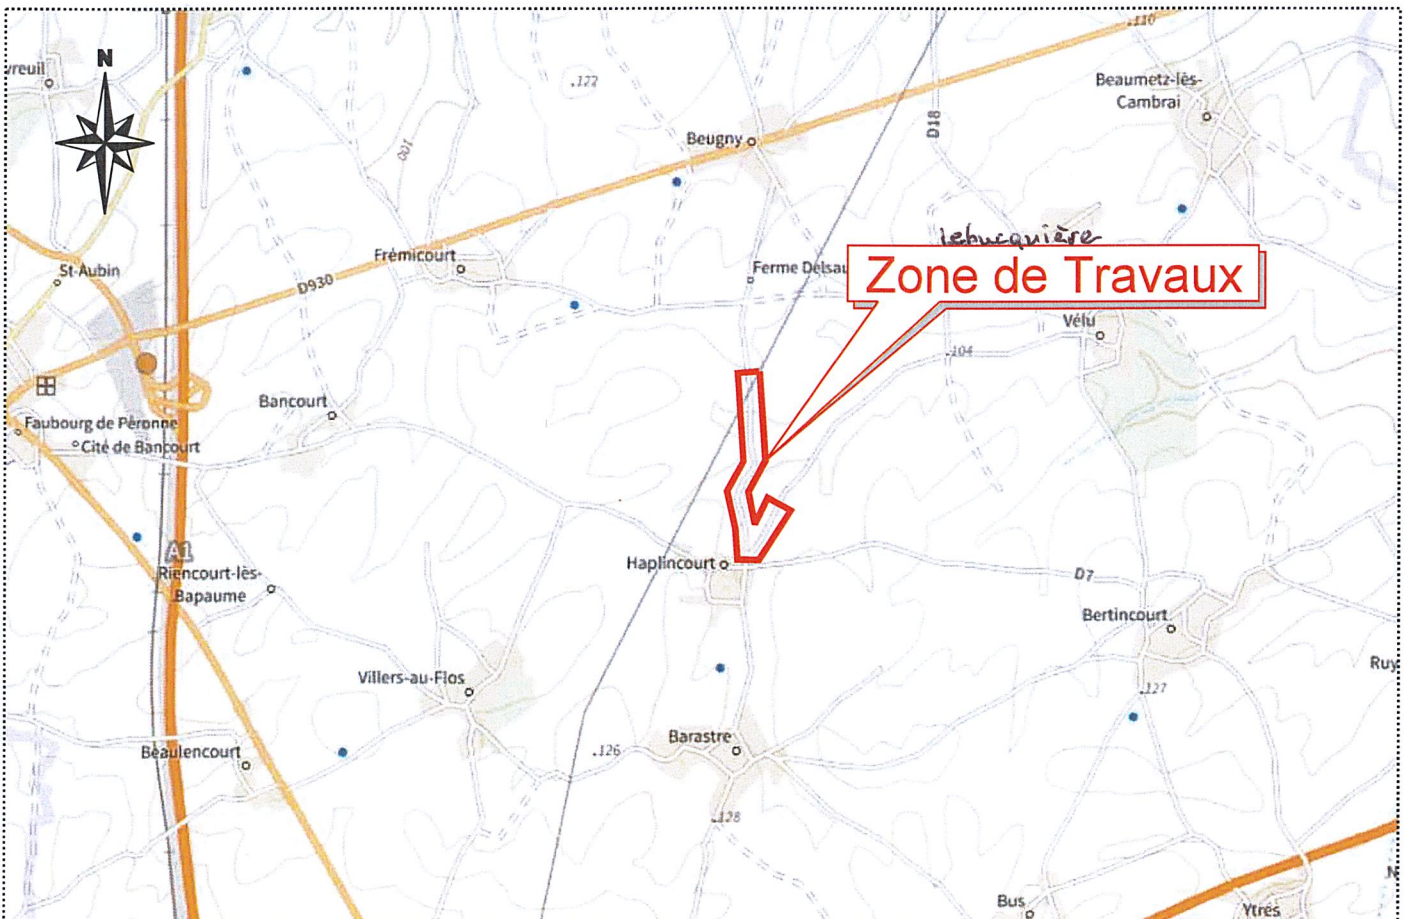 .110
vreuil
N
.122
Beaumetz-lès-
Cambrai
D18
Beugny
100
Lebucquière
Frémicourt
Ferme Delsau
Zone de Travaux
St-Aubin
D930
Vélu
.104
Bancourt
Faubourg de Péronne
Cité de Bancourt
A1
Haplincourt
Riencourt-lès-
Bapaume
D7
Bertincourt
Ruy
Villers-au-Flos
.127
Barastre
.126
Beaulencourt
.128
N
Bus
Ytres